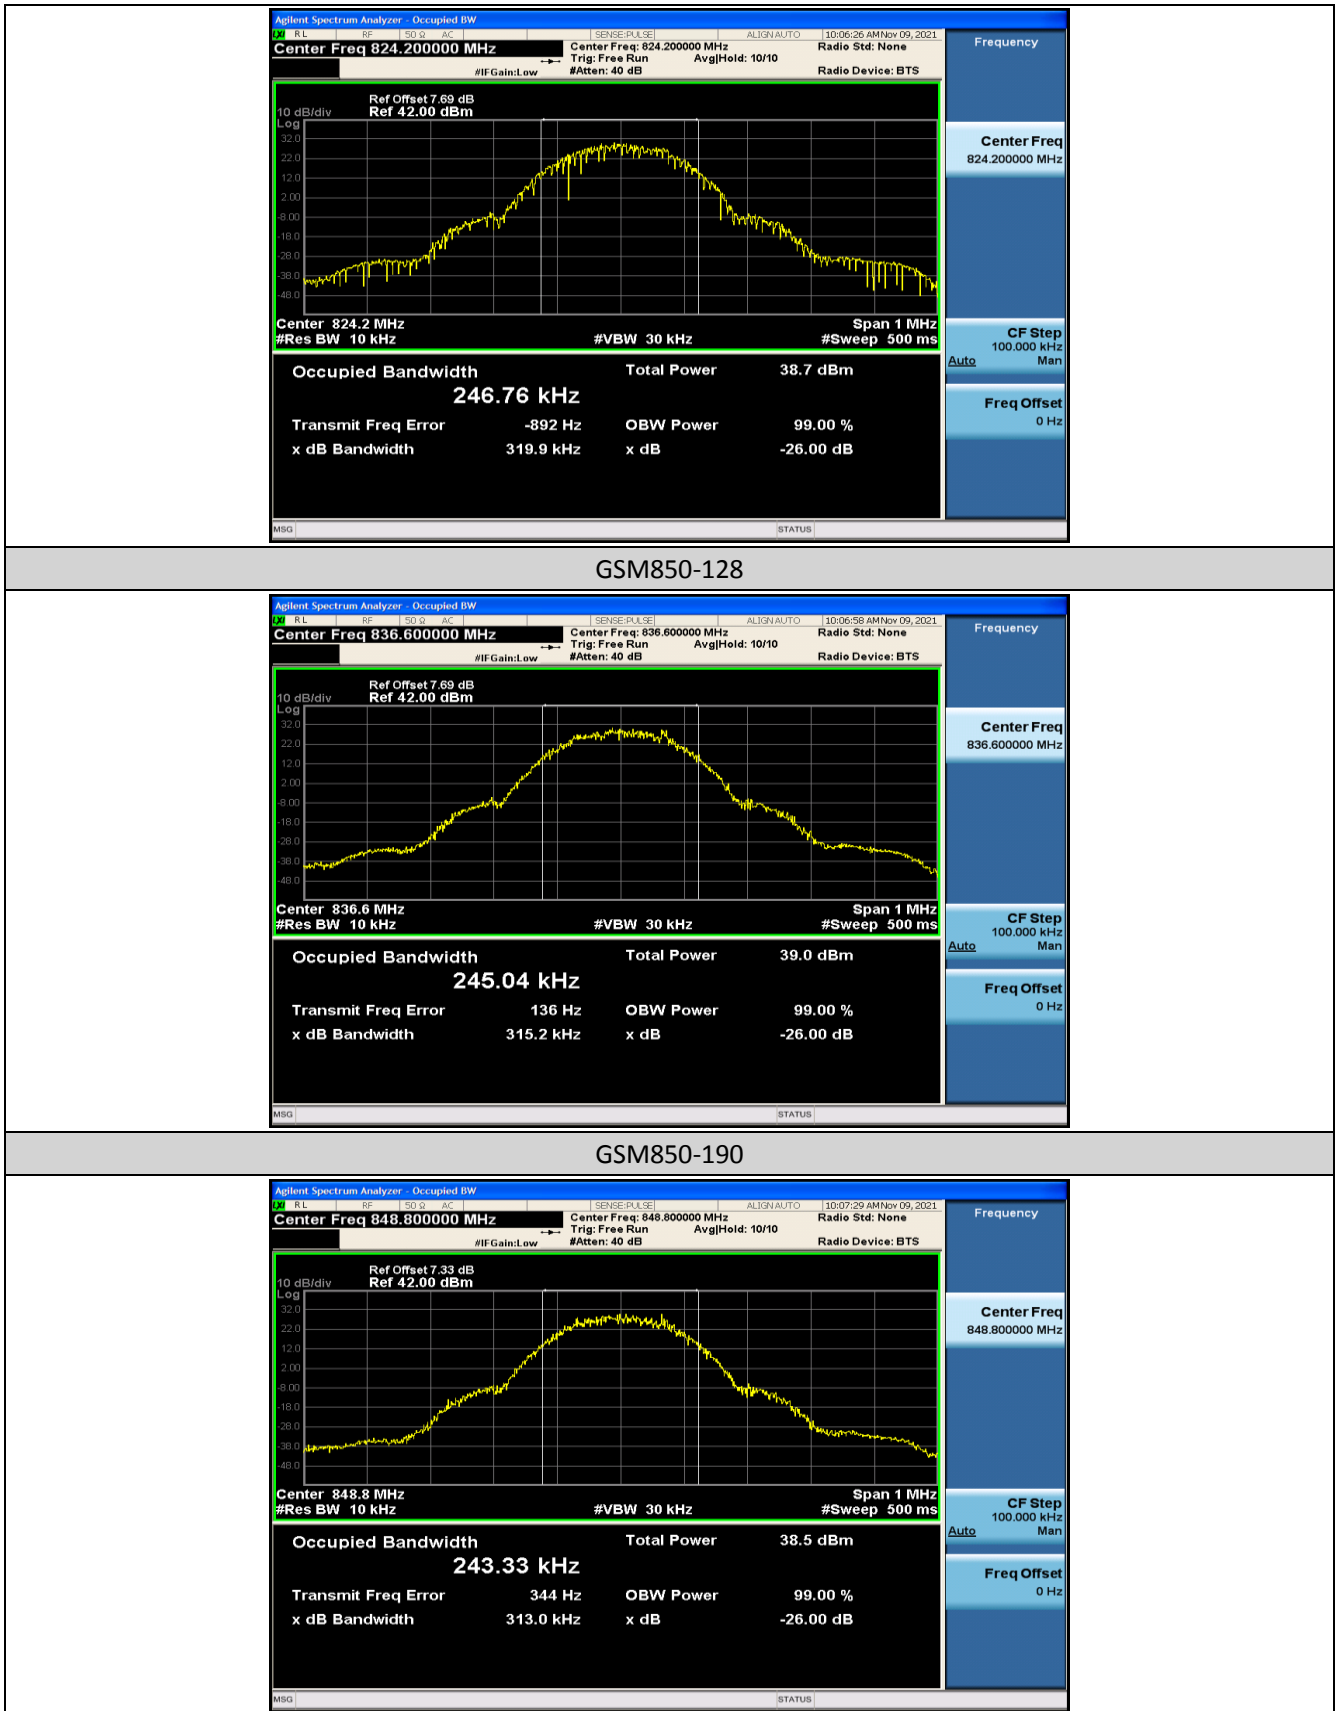 Agilent Spectrum Analyzer - Occupied BW
LXI RL RF 50 Ω AC SENSE:PULSE ALIGN AUTO 10:06:26 AM Nov 09, 2021
Center Freq 824.200000 MHz
Center Freq: 824.200000 MHz
Radio Std: None
Trig: Free Run Avg|Hold: 10/10
#IFGain:Low #Atten: 40 dB
Radio Device: BTS
Frequency
Ref Offset 7.69 dB
10 dB/div Ref 42.00 dBm
Log
32.0
22.0
12.0
2.00
-8.00
-18.0
-28.0
-38.0
-48.0
Center Freq
824.200000 MHz
Center 824.2 MHz Span 1 MHz
#Res BW 10 kHz #VBW 30 kHz #Sweep 500 ms
CF Step
100.000 kHz
Auto Man
Freq Offset
0 Hz
Occupied Bandwidth Total Power 38.7 dBm
246.76 kHz
Transmit Freq Error -892 Hz OBW Power 99.00 %
x dB Bandwidth 319.9 kHz x dB -26.00 dB
MSG STATUS
GSM850-128
Agilent Spectrum Analyzer - Occupied BW
LXI RL RF 50 Ω AC SENSE:PULSE ALIGN AUTO 10:06:58 AM Nov 09, 2021
Center Freq 836.600000 MHz
Center Freq: 836.600000 MHz
Radio Std: None
Trig: Free Run Avg|Hold: 10/10
#IFGain:Low #Atten: 40 dB
Radio Device: BTS
Frequency
Ref Offset 7.69 dB
10 dB/div Ref 42.00 dBm
Log
32.0
22.0
12.0
2.00
-8.00
-18.0
-28.0
-38.0
-48.0
Center Freq
836.600000 MHz
Center 836.6 MHz Span 1 MHz
#Res BW 10 kHz #VBW 30 kHz #Sweep 500 ms
CF Step
100.000 kHz
Auto Man
Freq Offset
0 Hz
Occupied Bandwidth Total Power 39.0 dBm
245.04 kHz
Transmit Freq Error 136 Hz OBW Power 99.00 %
x dB Bandwidth 315.2 kHz x dB -26.00 dB
MSG STATUS
GSM850-190
Agilent Spectrum Analyzer - Occupied BW
LXI RL RF 50 Ω AC SENSE:PULSE ALIGN AUTO 10:07:29 AM Nov 09, 2021
Center Freq 848.800000 MHz
Center Freq: 848.800000 MHz
Radio Std: None
Trig: Free Run Avg|Hold: 10/10
#IFGain:Low #Atten: 40 dB
Radio Device: BTS
Frequency
Ref Offset 7.33 dB
10 dB/div Ref 42.00 dBm
Log
32.0
22.0
12.0
2.00
-8.00
-18.0
-28.0
-38.0
-48.0
Center Freq
848.800000 MHz
Center 848.8 MHz Span 1 MHz
#Res BW 10 kHz #VBW 30 kHz #Sweep 500 ms
CF Step
100.000 kHz
Auto Man
Freq Offset
0 Hz
Occupied Bandwidth Total Power 38.5 dBm
243.33 kHz
Transmit Freq Error 344 Hz OBW Power 99.00 %
x dB Bandwidth 313.0 kHz x dB -26.00 dB
MSG STATUS